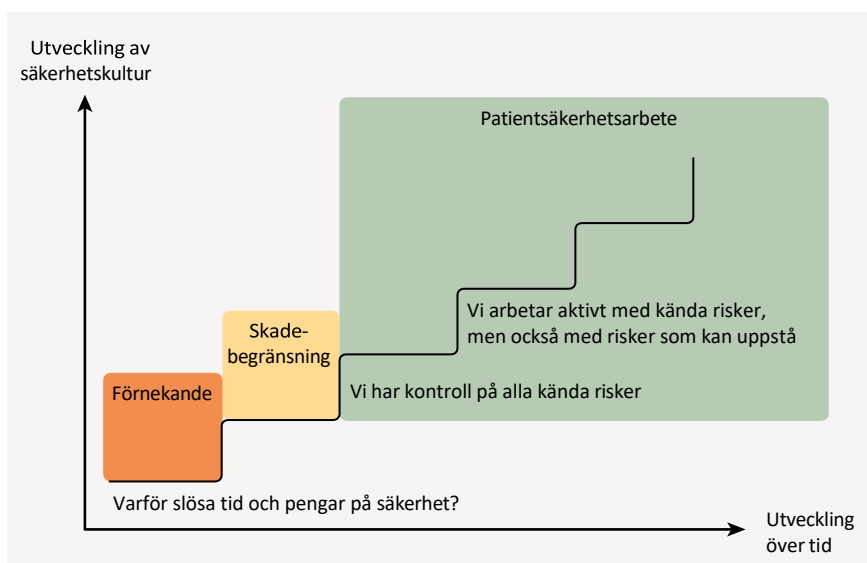 Utveckling av
säkerhetskultur
Patientsäkerhetsarbete
Vi arbetar aktivt med kända risker,
men också med risker som kan uppstå
Skade-
begränsning
Förnekande
Vi har kontroll på alla kända risker
Varför slösa tid och pengar på säkerhet?
Utveckling
över tid